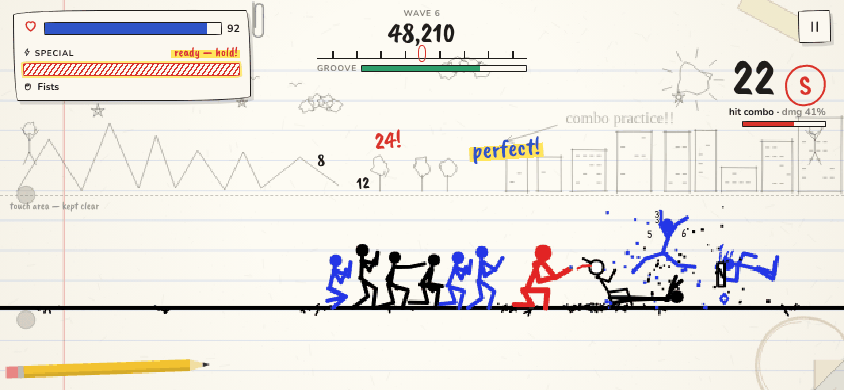 92
SPECIAL
ready — hold!
Fists
WAVE 6
48,210
GROOVE
22
S
hit combo · dmg 41%
combo practice!!
24!
perfect!
8
12
touch area — kept clear
3
5
6